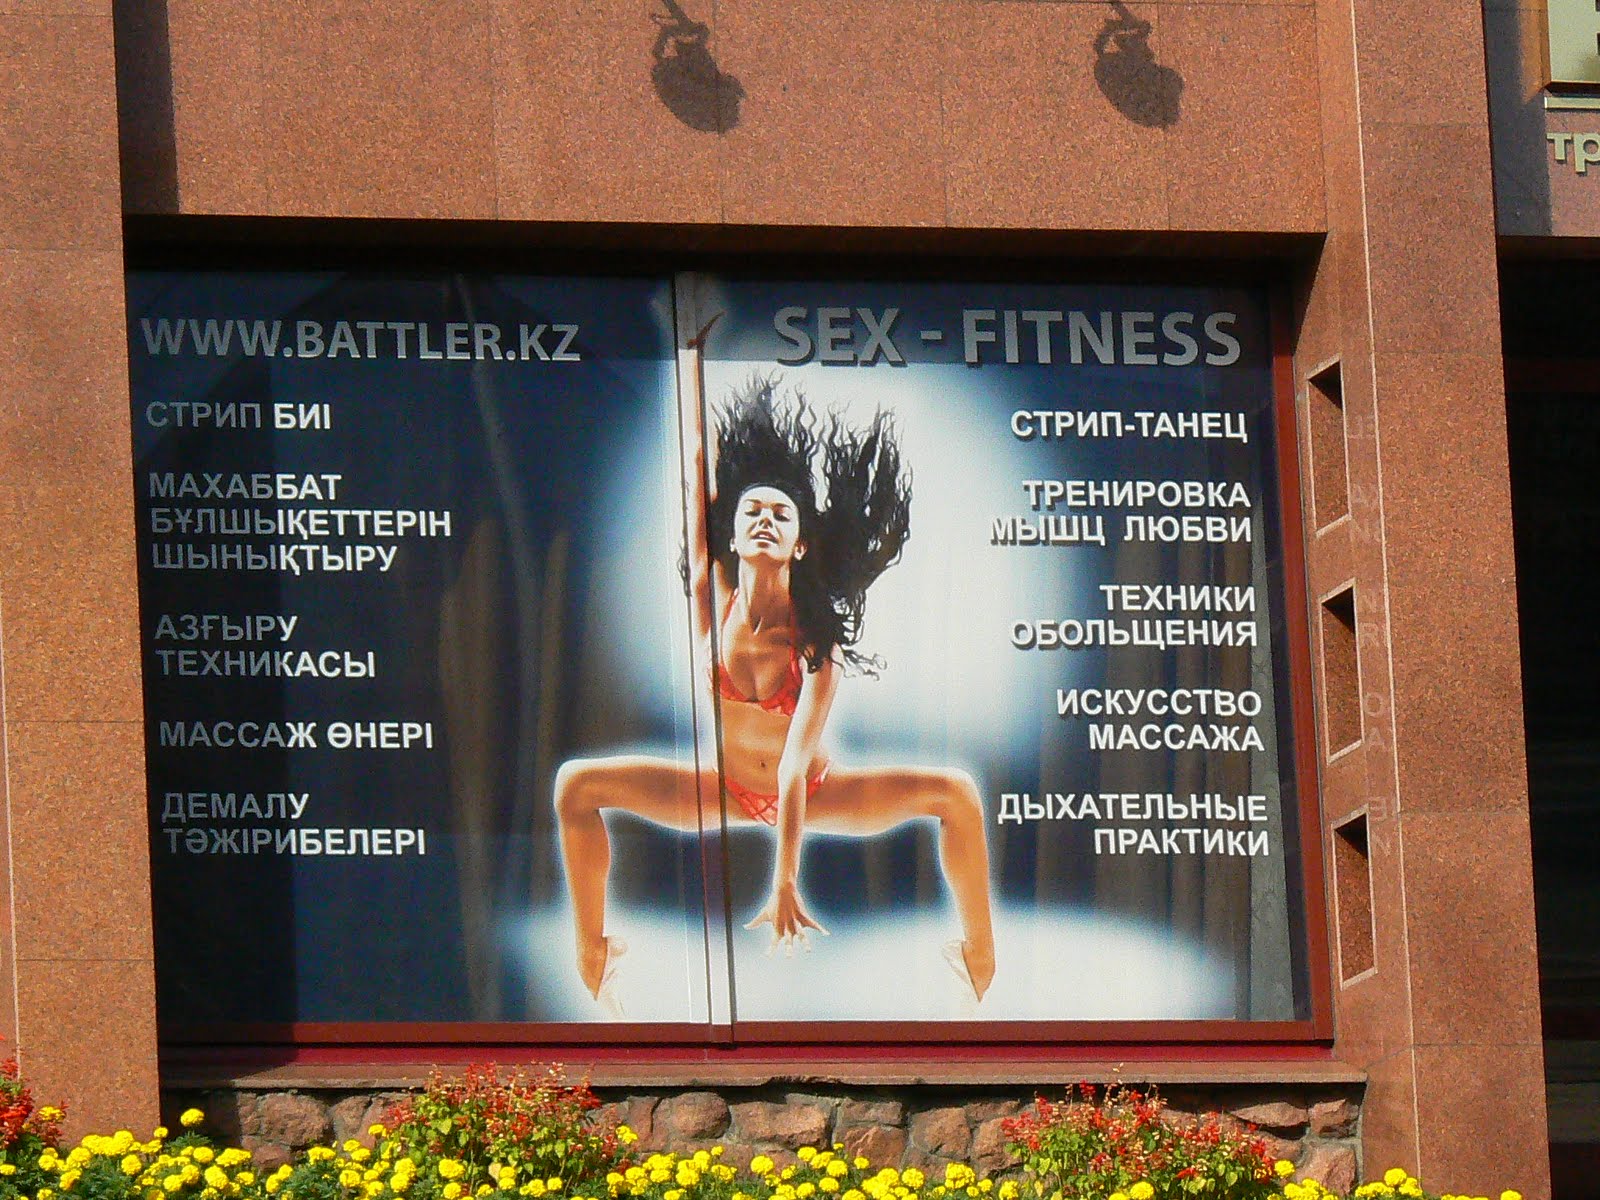 WWW.BATTLER.KZ
СТРИП БИІ
МАХАББАТ
БҰЛШЫҚЕТТЕРІН
ШЫНЫҚТЫРУ
АЗҒЫРУ
ТЕХНИКАСЫ
МАССАЖ ӨНЕРІ
ДЕМАЛУ
ТӘЖІРИБЕЛЕРІ
SEX - FITNESS
СТРИП-ТАНЕЦ
ТРЕНИРОВКА
МЫШЦ ЛЮБВИ
ТЕХНИКИ
ОБОЛЬЩЕНИЯ
ИСКУССТВО
МАССАЖА
ДЫХАТЕЛЬНЫЕ
ПРАКТИКИ